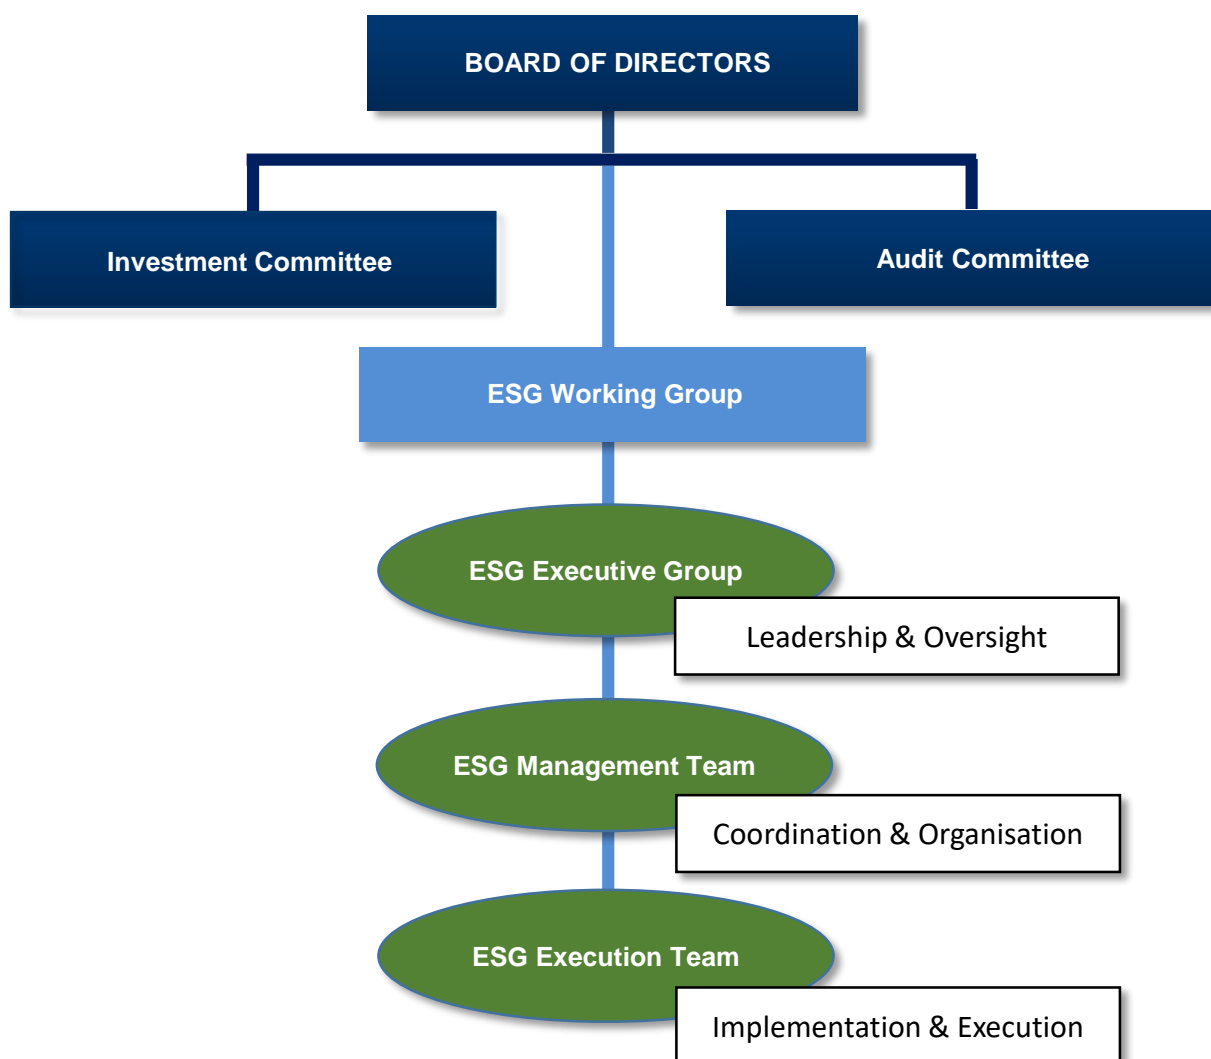 BOARD OF DIRECTORS
Investment Committee
Audit Committee
ESG Working Group
ESG Executive Group
Leadership & Oversight
ESG Management Team
Coordination & Organisation
ESG Execution Team
Implementation & Execution